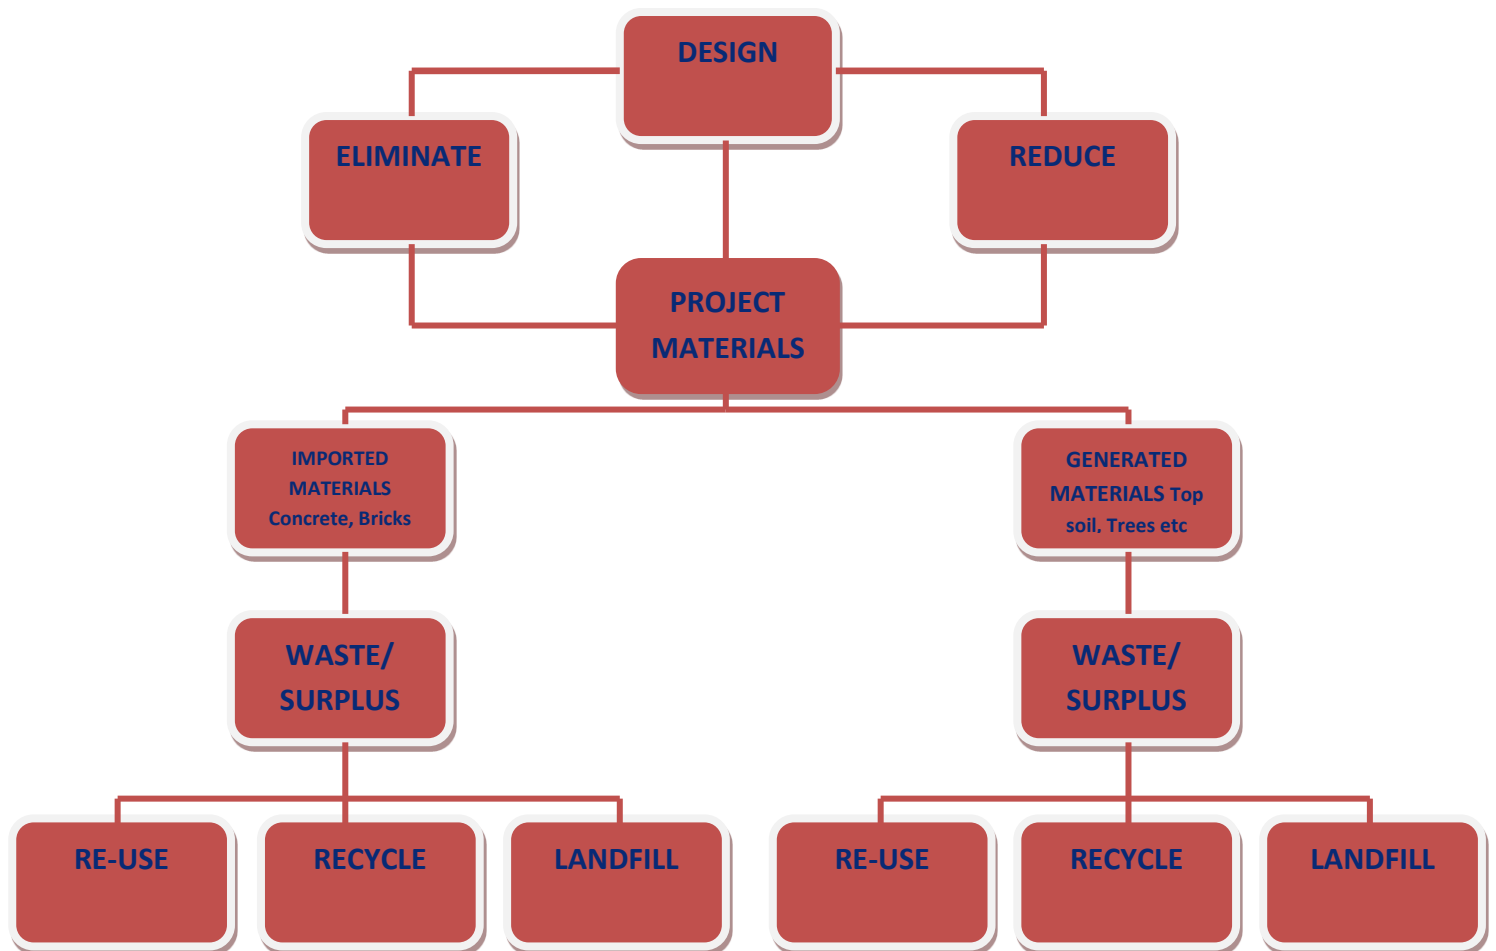 DESIGN
ELIMINATE
REDUCE
PROJECT
MATERIALS
IMPORTED
MATERIALS
Concrete, Bricks
GENERATED
MATERIALS Top
soil, Trees etc
WASTE/
SURPLUS
WASTE/
SURPLUS
RE-USE
RECYCLE
LANDFILL
RE-USE
RECYCLE
LANDFILL